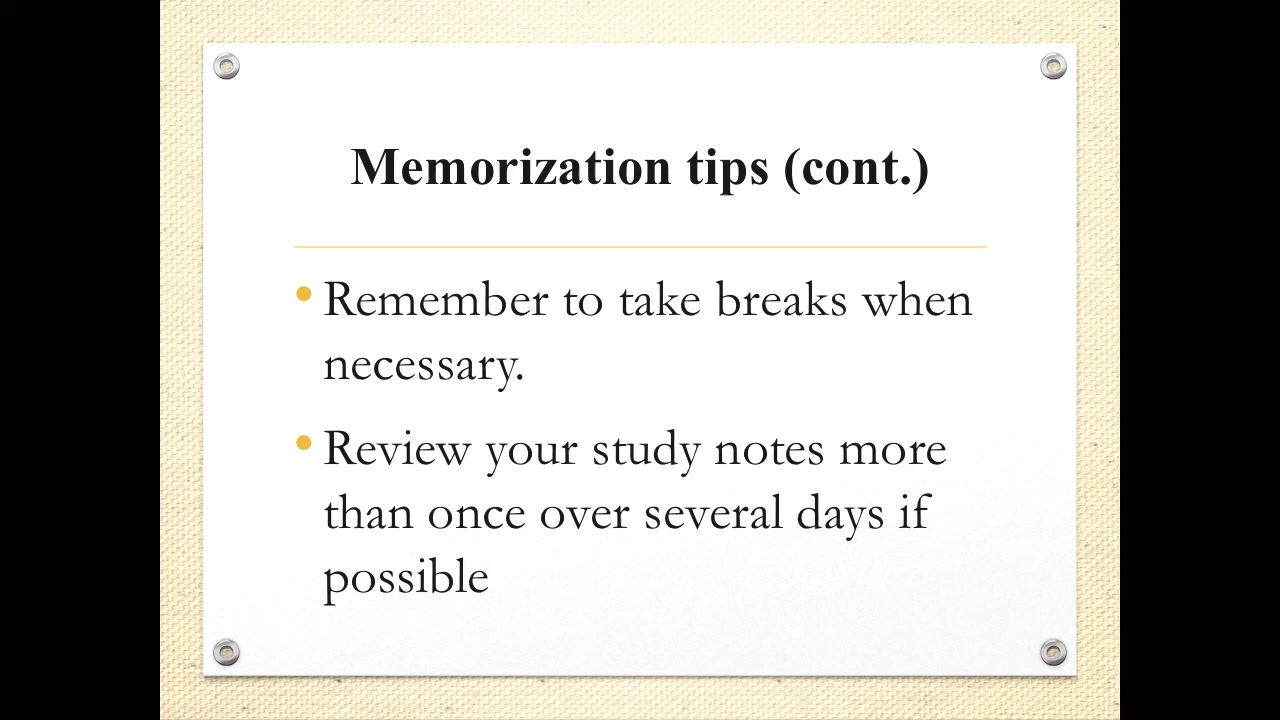 Memorization tips (cont.)
• Remember to take breaks when
necessary.
• Review your study notes more
than once over several days if
possible